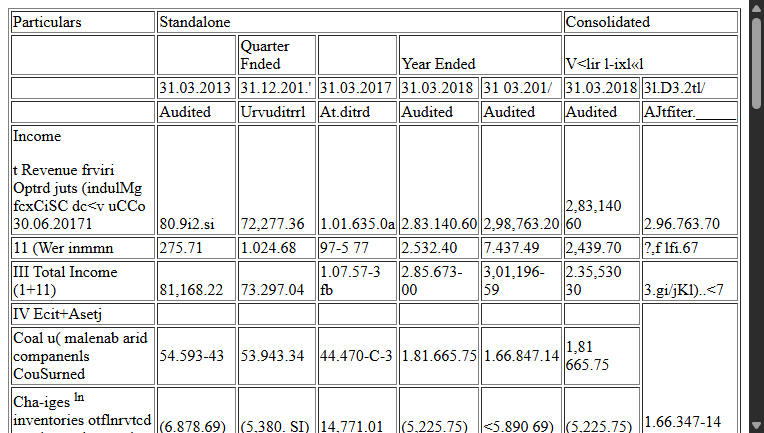 Particulars Standalone Consolidated
Quarter
Fnded Year Ended V<lir l-ixl«l
31.03.2013 31.12.201.' 31.03.2017 31.03.2018 31 03.201/ 31.03.2018 3l.D3.2tl/
Audited Urvuditrrl At.ditrd Audited Audited Audited AJtfiter._____
Income
t Revenue frviri
Optrd juts (indulMg
fcxCiSC dc<v uCCo 2,83,140
30.06.20171 80.9i2.si 72,277.36 1.01.635.0a 2.83.140.60 2,98,763.20 60 2.96.763.70
11 (Wer inmmn 275.71 1.024.68 97-5 77 2.532.40 7.437.49 2,439.70 ?,f lfi.67
III Total Income 1.07.57-3 2.85.673- 3,01,196- 2.35,530
(1+11) 81,168.22 73.297.04 fb 00 59 30 3.gi/jKl)..<7
IV Ecit+Asetj
Coal u( malenab arid
companenls 54.593-43 53.943.34 44.470-C-3 1.81.665.75 1.66.847.14 1,81
CouSurned 665.75
Cha-iges ln
inventories otflnrvtcd (6.878.69) (5,380. SI) 14,771.01 (5,225.75) <5.890 69) (5,225.75) 1.66.347-14